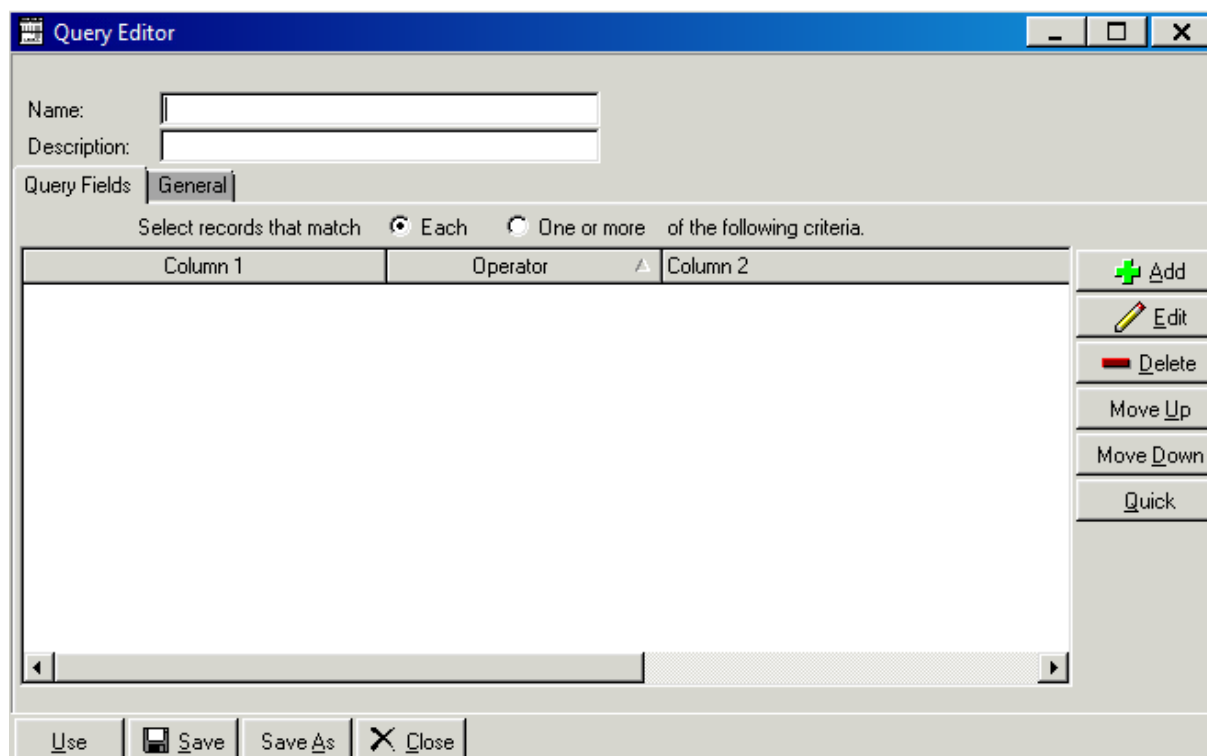 Query Editor
Name:
Description:
Query Fields General
Select records that match Each One or more of the following criteria.
Column 1 Operator Column 2
Add
Edit
Delete
Move Up
Move Down
Quick
Use Save Save As Close